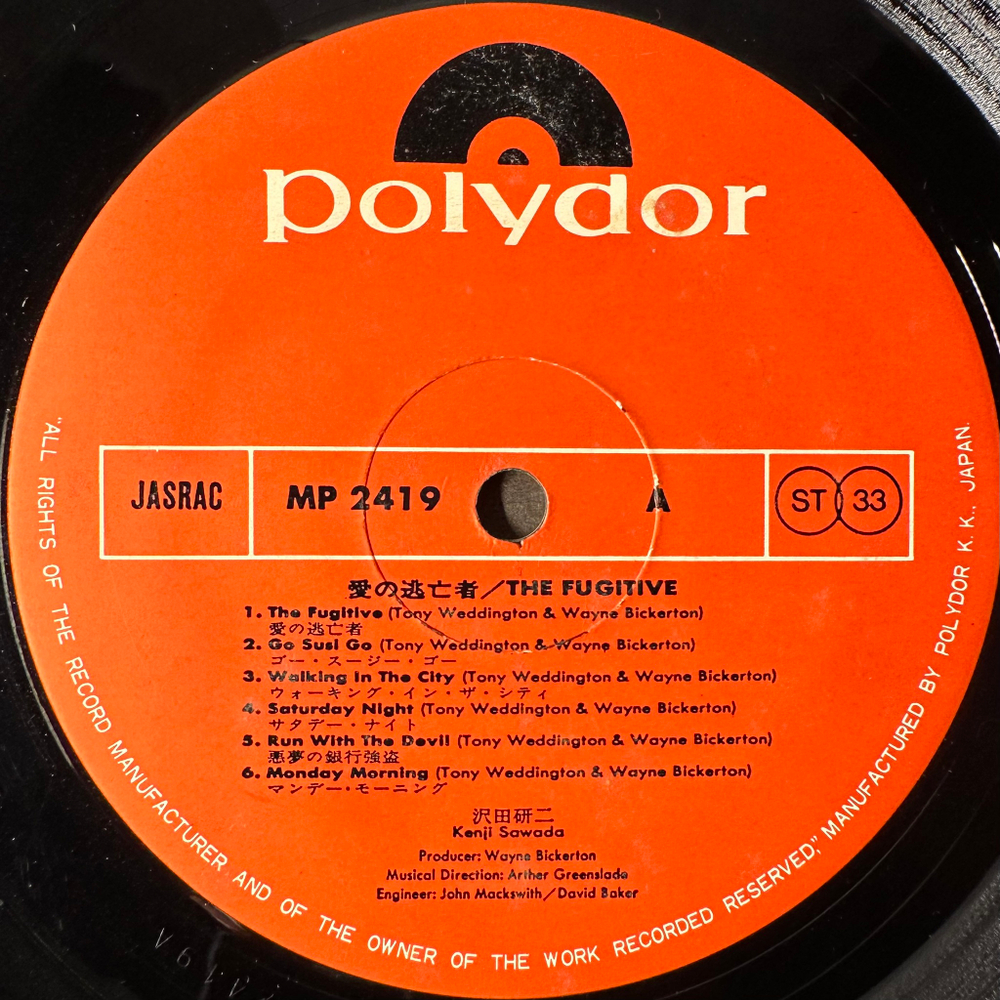 polydor
JASRAC
MP 2419
A
ST 33
愛の逃亡者／THE FUGITIVE
1. The Fugitive (Tony Weddington & Wayne Bickerton)
愛の逃亡者
2. Go Susi Go (Tony Weddington & Wayne Bickerton)
ゴー・スージー・ゴー
3. Walking In The City (Tony Weddington & Wayne Bickerton)
ウォーキング・イン・ザ・シティ
4. Saturday Night (Tony Weddington & Wayne Bickerton)
サタデー・ナイト
5. Run With The Devil (Tony Weddington & Wayne Bickerton)
悪夢の銀行強盗
6. Monday Morning (Tony Weddington & Wayne Bickerton)
マンデー・モーニング
沢田研二
Kenji Sawada
Producer: Wayne Bickerton
Musical Direction: Arther Greenslade
Engineer: John Mackswith／David Baker
"ALL RIGHTS OF THE RECORD MANUFACTURER AND OF THE OWNER OF THE WORK RECORDED RESERVED," MANUFACTURED BY POLYDOR K. K., JAPAN.